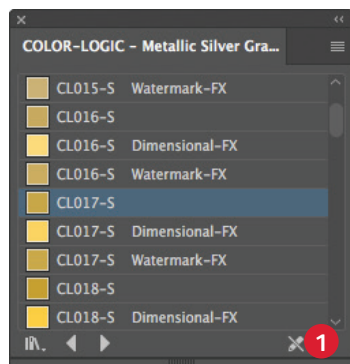 COLOR-LOGIC - Metallic Silver Gra...
CL015-S Watermark-FX
CL016-S
CL016-S Dimensional-FX
CL016-S Watermark-FX
CL017-S
CL017-S Dimensional-FX
CL017-S Watermark-FX
CL018-S
CL018-S Dimensional-FX
1